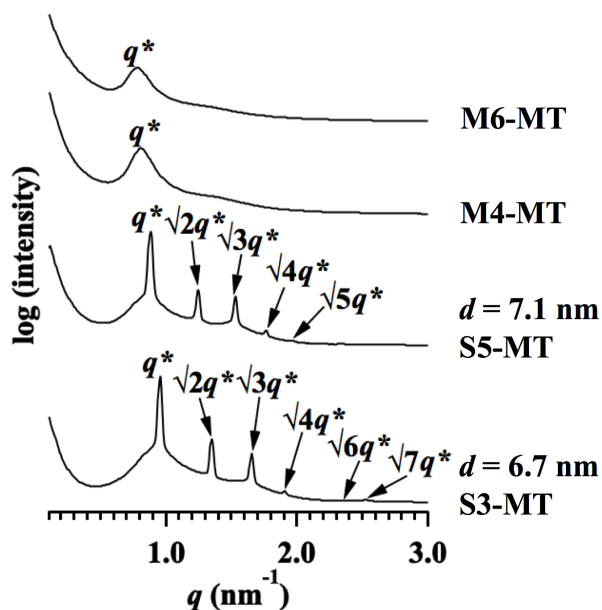 q*
M6-MT
q*
M4-MT
q* √2q* √3q* √4q* √5q*
d = 7.1 nm
S5-MT
q* √2q* √3q* √4q* √6q* √7q*
d = 6.7 nm
S3-MT
log (intensity)
1.0 2.0 3.0
q (nm⁻¹)